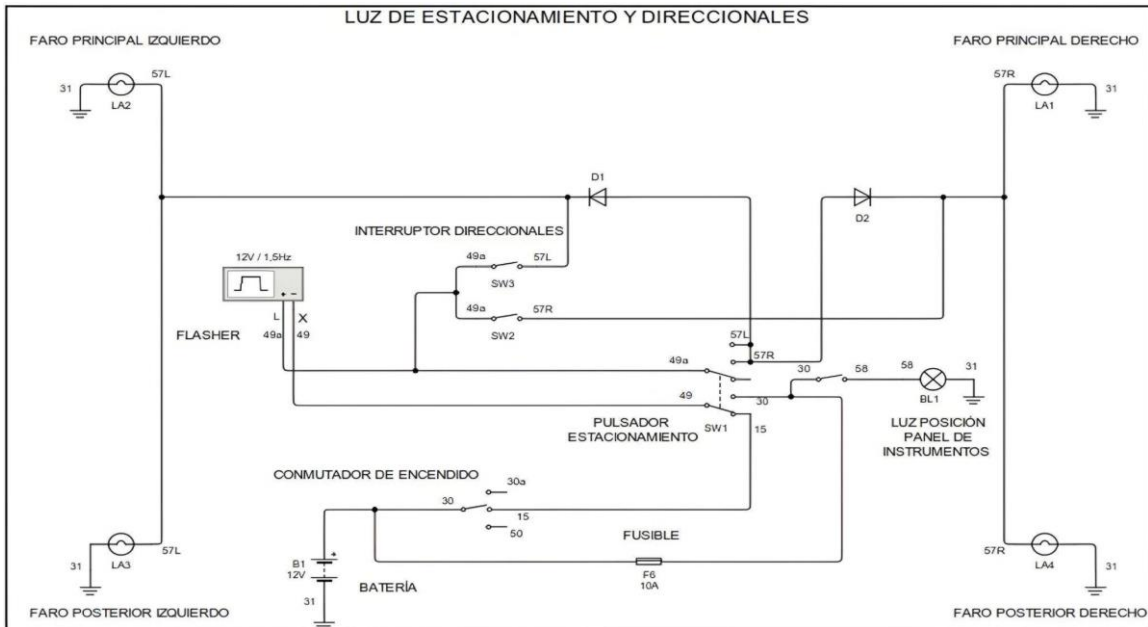 LUZ DE ESTACIONAMIENTO Y DIRECCIONALES
FARO PRINCIPAL IZQUIERDO
FARO PRINCIPAL DERECHO
57L
57R
31
31
LA2
LA1
D1
D2
INTERRUPTOR DIRECCIONALES
12V / 1,5Hz
49a
57L
SW3
49a
57R
SW2
L
X
FLASHER
49a
49
57L
57R
49a
30
58
58
31
49
30
BL1
PULSADOR
ESTACIONAMIENTO
SW1
15
LUZ POSICIÓN
PANEL DE
INSTRUMENTOS
CONMUTADOR DE ENCENDIDO
30a
30
15
50
FUSIBLE
57L
57R
31
LA3
LA4
31
B1
12V
+
BATERÍA
F6
10A
31
FARO POSTERIOR IZQUIERDO
FARO POSTERIOR DERECHO